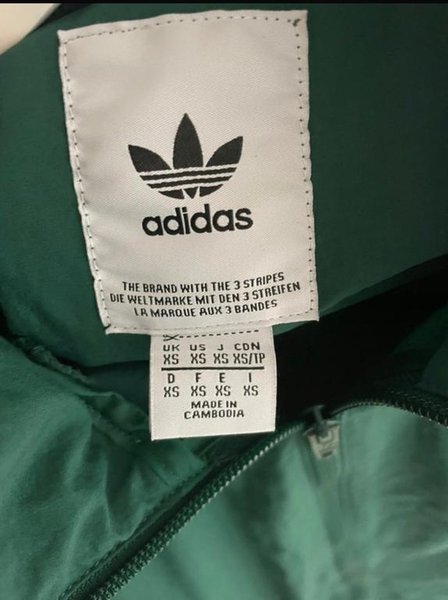 adidas
THE BRAND WITH THE 3 STRIPES
DIE WELTMARKE MIT DEN 3 STREIFEN
LA MARQUE AUX 3 BANDES
UK US J CDN
XS XS XS XS/TP
D F E I
XS XS XS XS
MADE IN
CAMBODIA